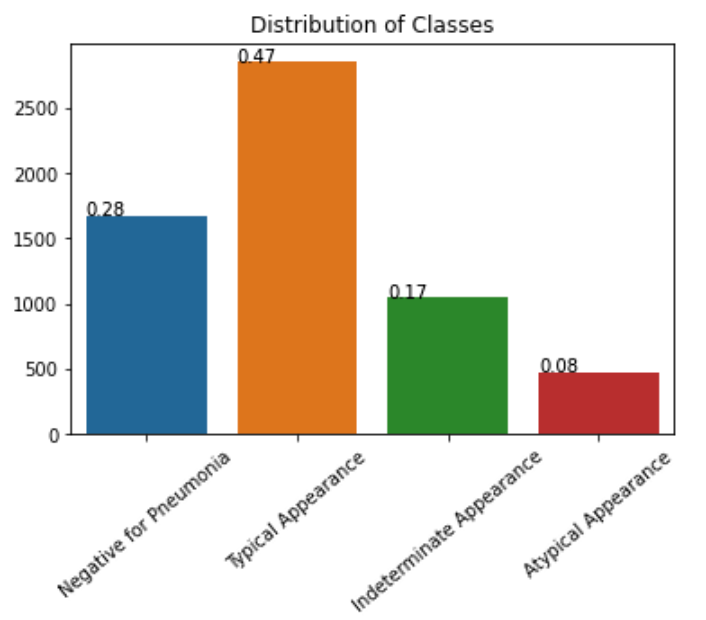 Distribution of Classes
2500
2000
1500
1000
500
0
0.28
0.47
0.17
0.08
Negative for Pneumonia
Typical Appearance
Indeterminate Appearance
Atypical Appearance